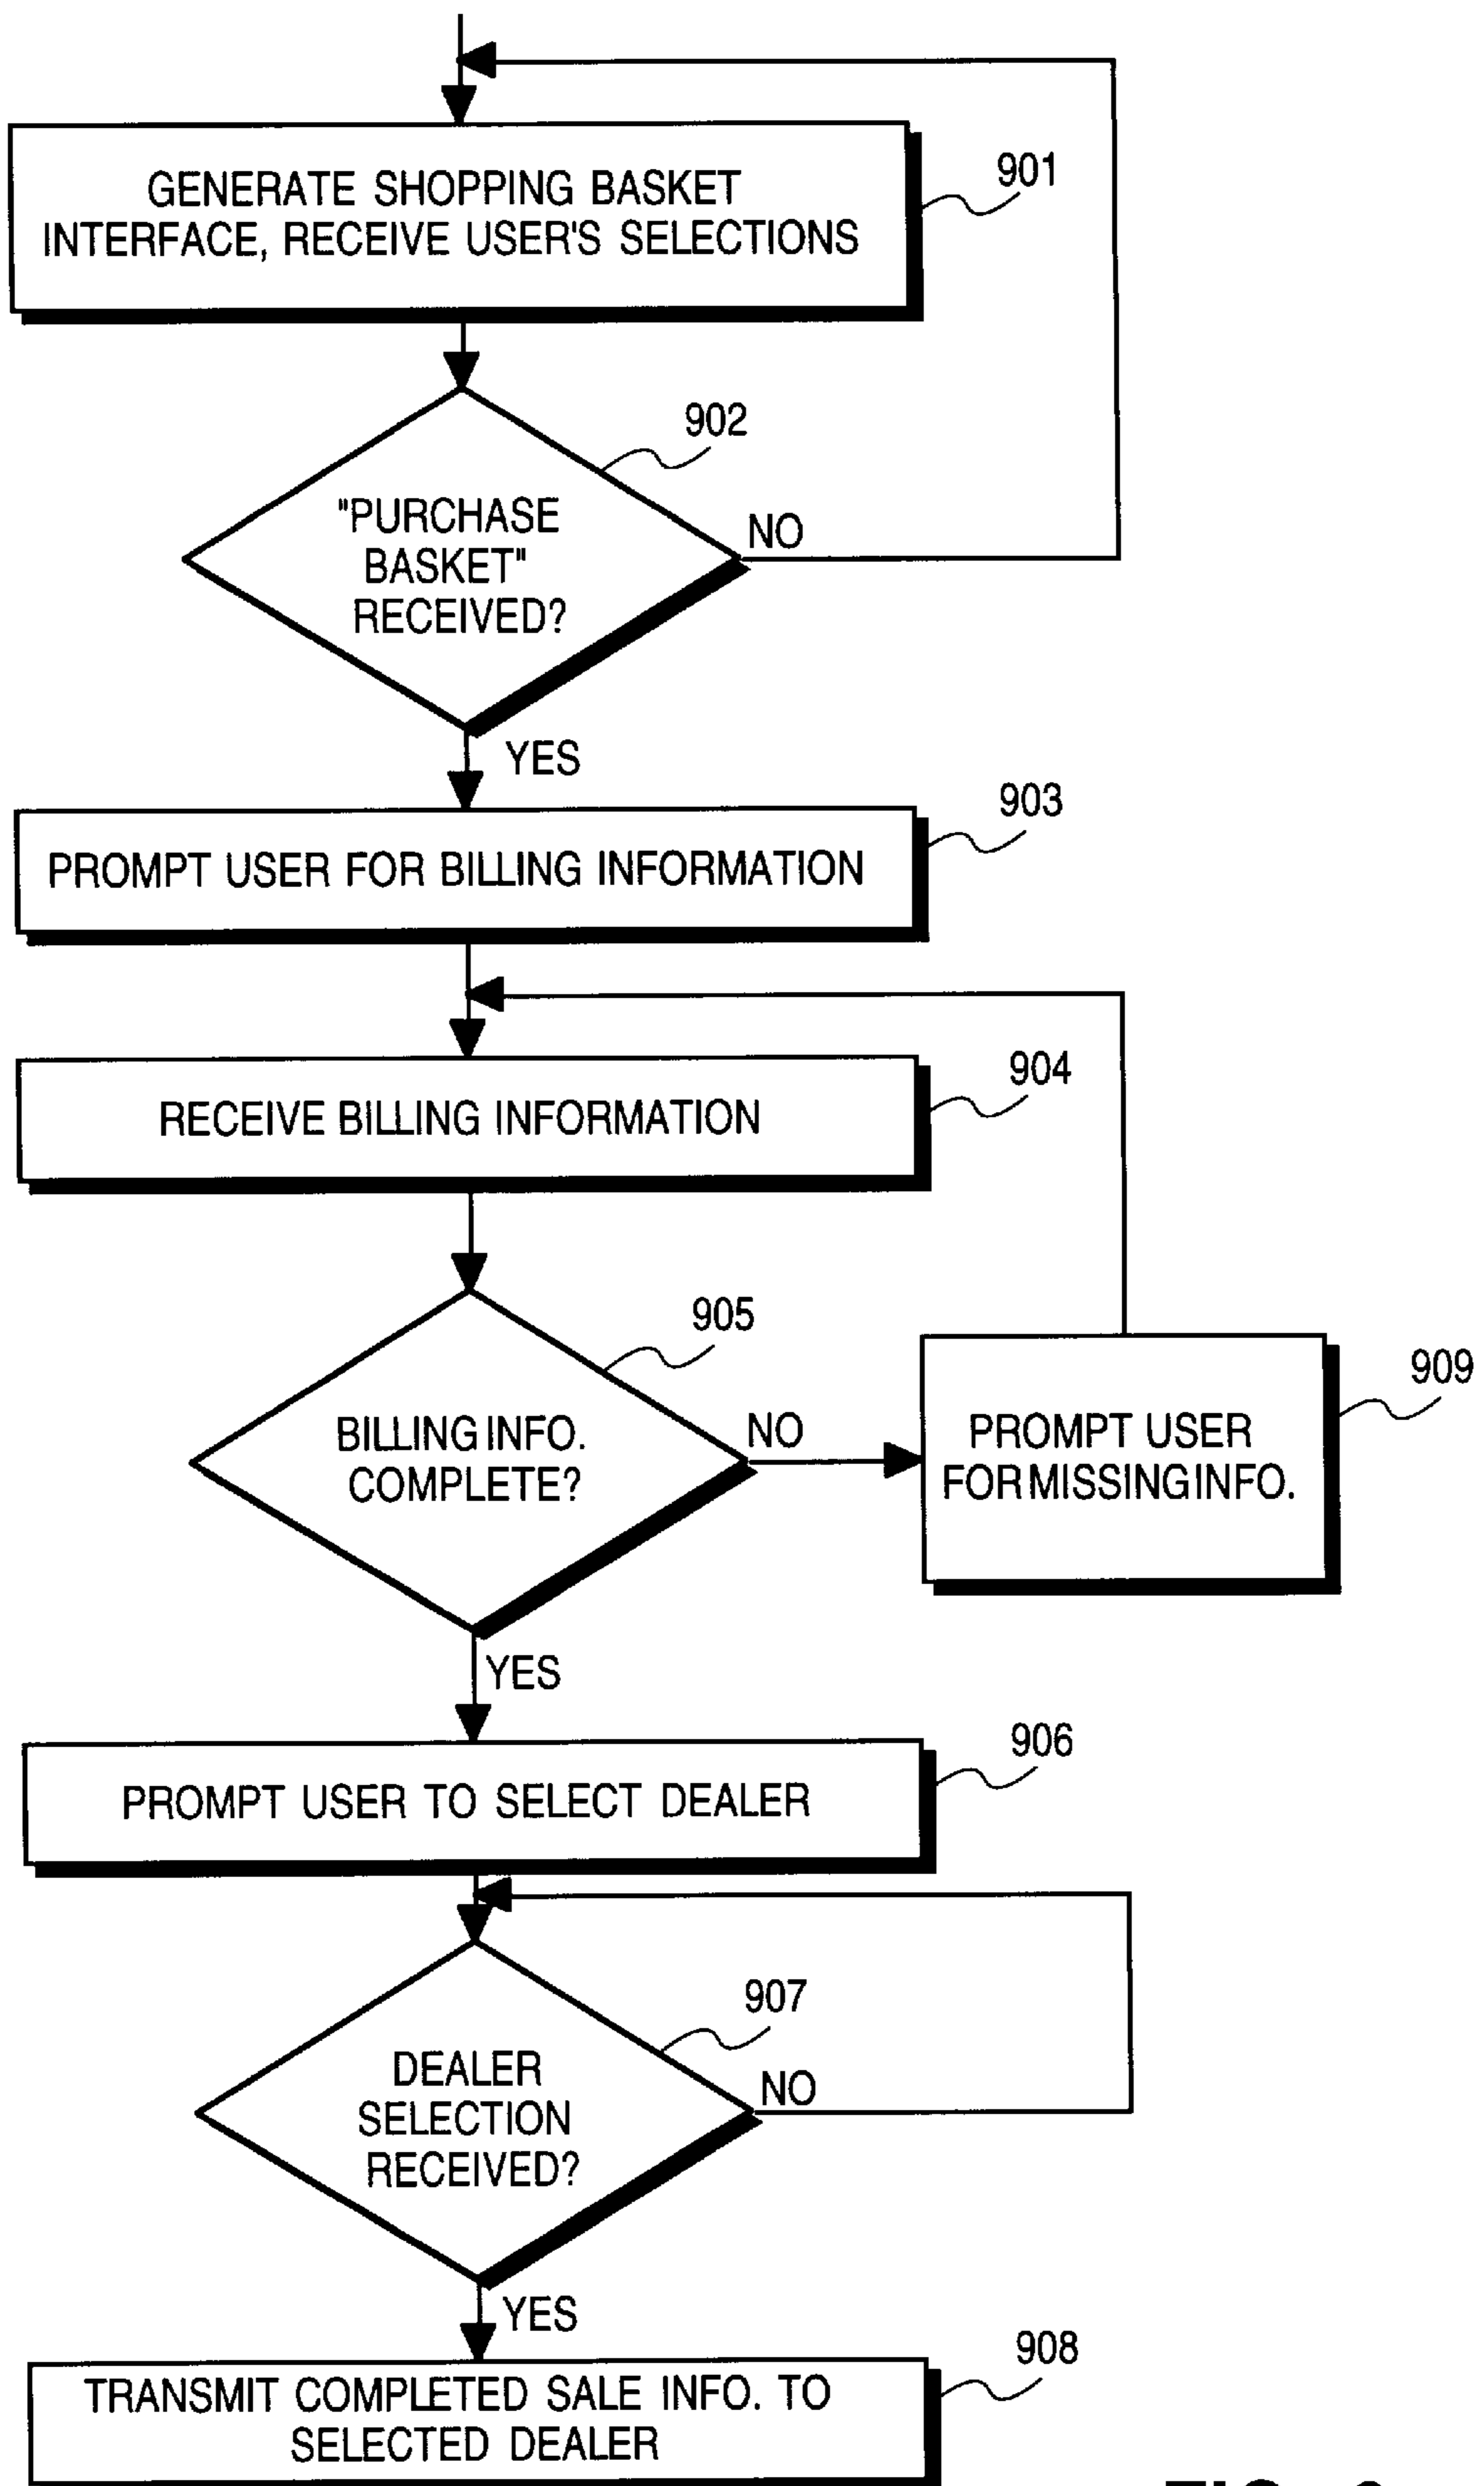 GENERATE SHOPPING BASKET
INTERFACE, RECEIVE USER'S SELECTIONS
901
902
"PURCHASE
BASKET"
RECEIVED?
NO
YES
903
PROMPT USER FOR BILLING INFORMATION
904
RECEIVE BILLING INFORMATION
905
BILLING INFO.
COMPLETE?
NO
909
PROMPT USER
FOR MISSING INFO.
YES
906
PROMPT USER TO SELECT DEALER
907
DEALER
SELECTION
RECEIVED?
NO
YES
908
TRANSMIT COMPLETED SALE INFO. TO
SELECTED DEALER